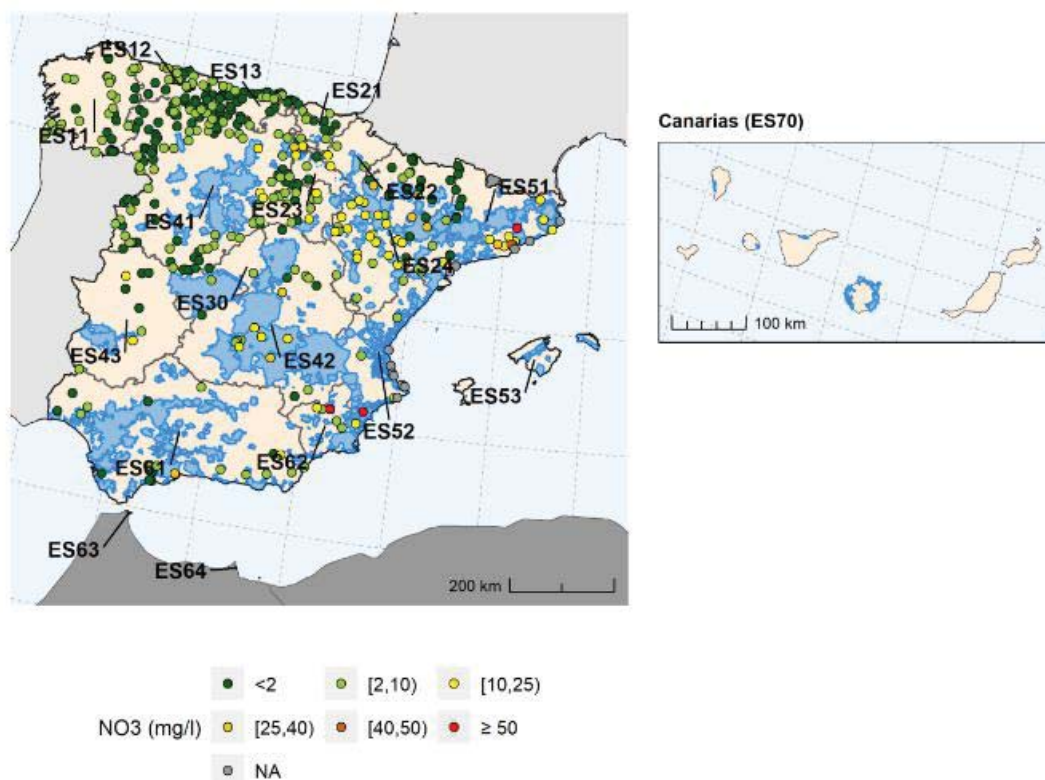 ES12
ES13
ES21
ES11
Canarias (ES70)
ES22
ES51
ES41
ES23
ES24
ES30
100 km
ES43
ES42
ES53
ES52
ES61
ES62
ES63
ES64
200 km
<2
[2,10)
[10,25)
NO3 (mg/l)
[25,40)
[40,50)
≥ 50
NA